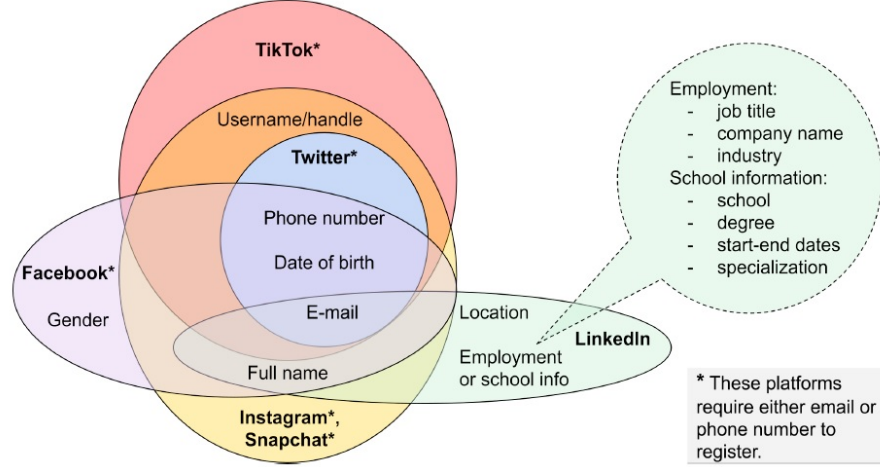 TikTok*
Username/handle
Twitter*
Phone number
Date of birth
Facebook*
Gender
E-mail
Full name
Instagram*,
Snapchat*
Location
LinkedIn
Employment
or school info
Employment:
- job title
- company name
- industry
School information:
- school
- degree
- start-end dates
- specialization
* These platforms
require either email or
phone number to
register.